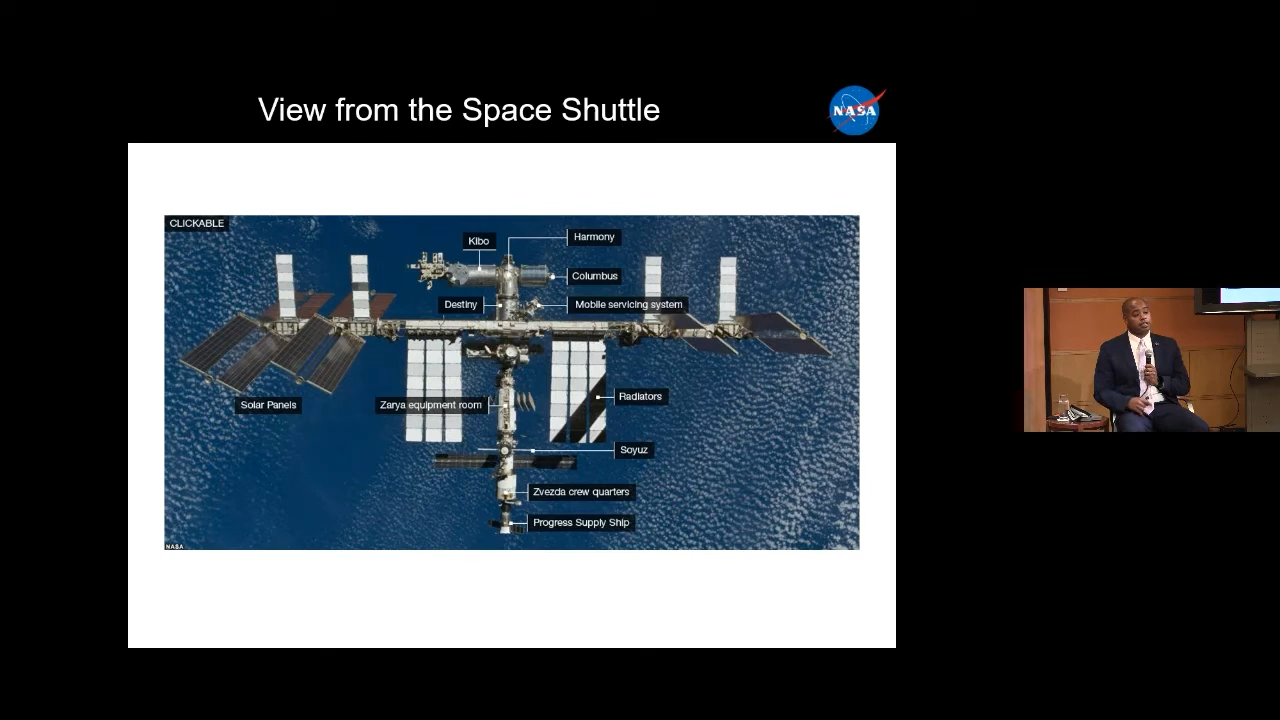 View from the Space Shuttle
NASA
CLICKABLE
Kibo
Harmony
Columbus
Destiny
Mobile servicing system
Solar Panels
Zarya equipment room
Radiators
Soyuz
Zvezda crew quarters
Progress Supply Ship
NASA